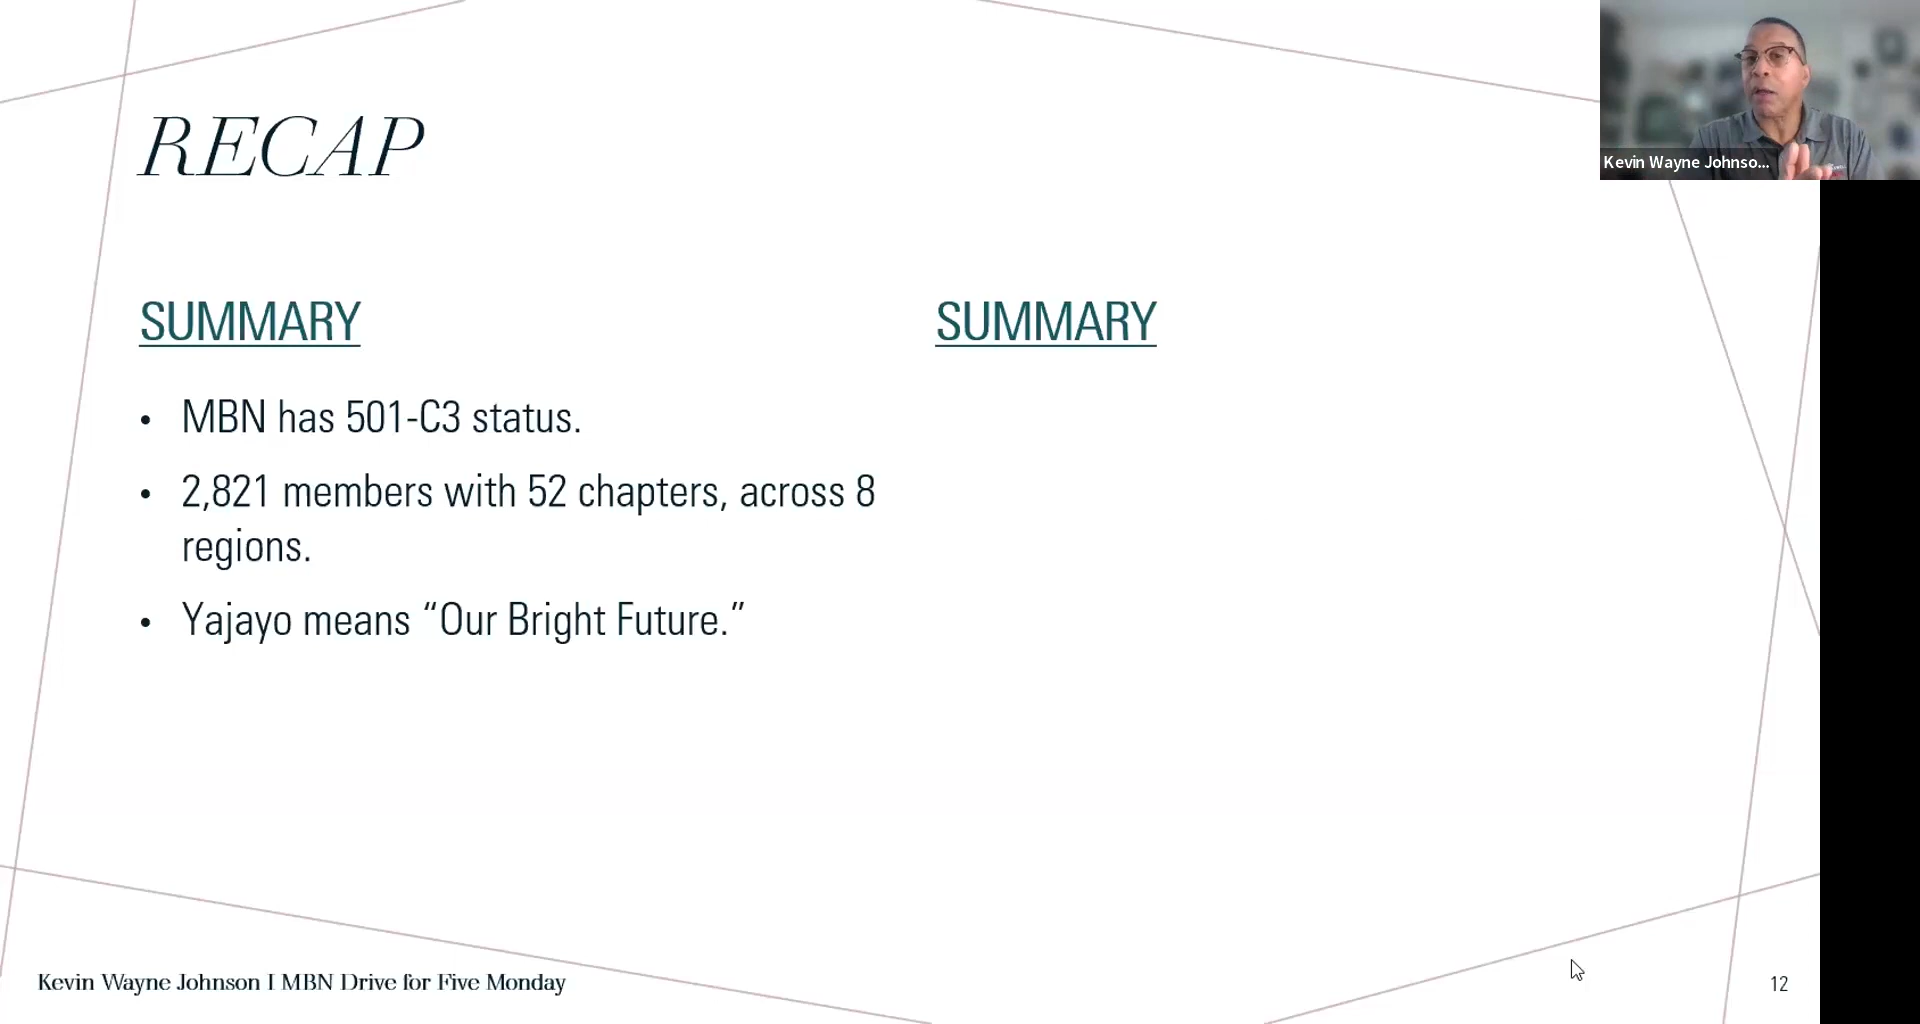 RECAP
SUMMARY
• MBN has 501-C3 status.
• 2,821 members with 52 chapters, across 8
regions.
• Yajayo means “Our Bright Future.”
SUMMARY
Kevin Wayne Johnso...
Kevin Wayne Johnson I MBN Drive for Five Monday
12